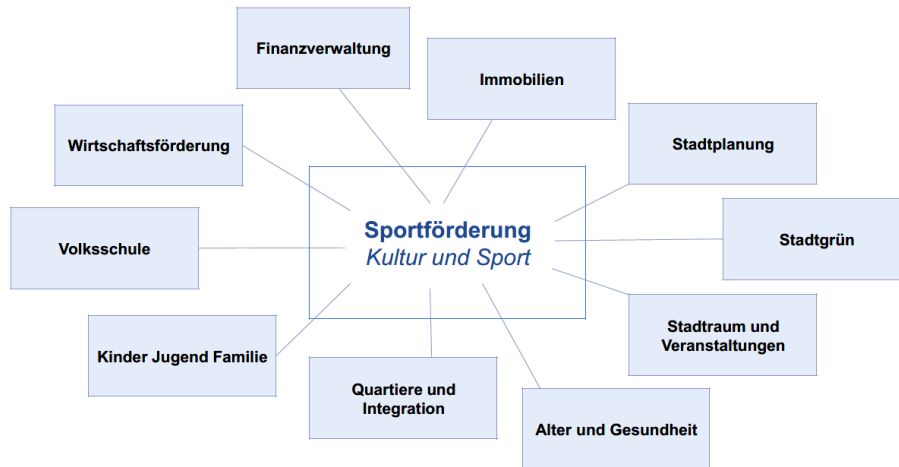 Finanzverwaltung
Immobilien
Wirtschaftsförderung
Stadtplanung
Sportförderung
Kultur und Sport
Volksschule
Stadtgrün
Stadtraum und
Veranstaltungen
Kinder Jugend Familie
Quartiere und
Integration
Alter und Gesundheit